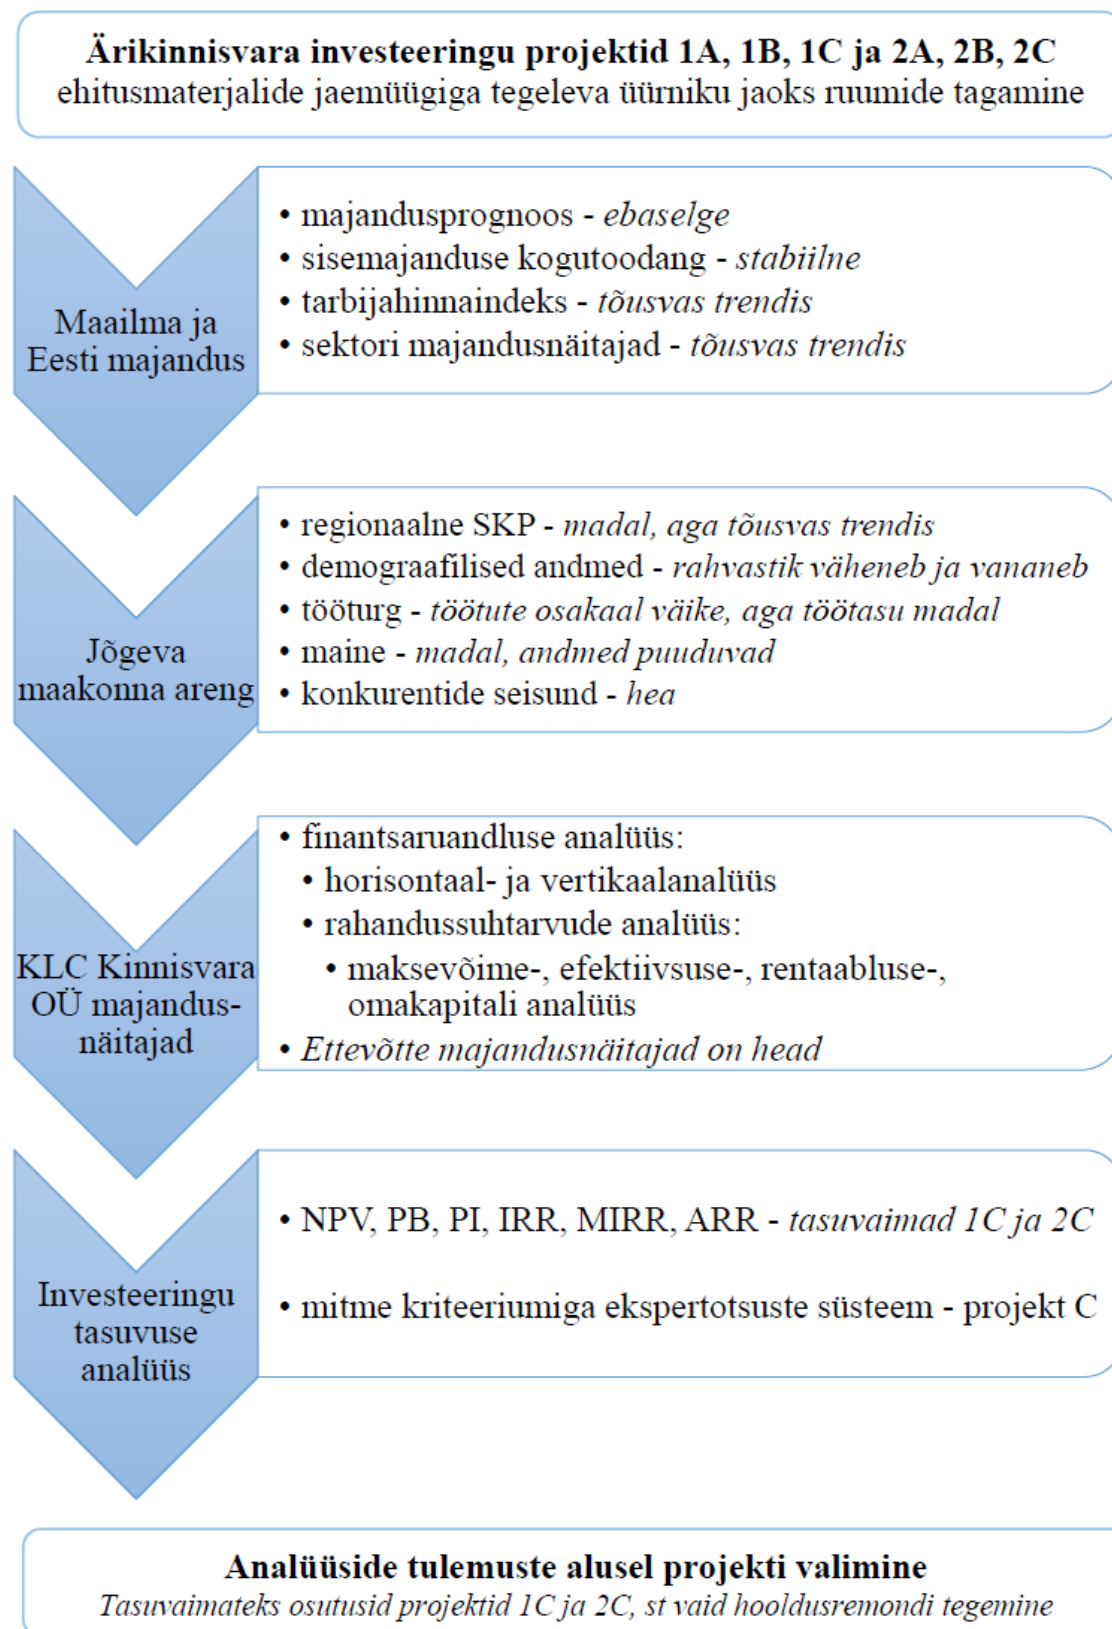 Ärikinnisvara investeeringu projektid 1A, 1B, 1C ja 2A, 2B, 2C
ehitusmaterjalide jaemüügiga tegeleva üürniku jaoks ruumide tagamine
Maailma ja
Eesti majandus
• majandusprognoos - ebaselge
• sisemajanduse kogutoodang - stabiilne
• tarbijahinnaindeks - tõusvas trendis
• sektori majandusnäitajad - tõusvas trendis
Jõgeva
maakonna areng
• regionaalne SKP - madal, aga tõusvas trendis
• demograafilised andmed - rahvastik väheneb ja vananeb
• tööturg - töötute osakaal väike, aga töötasu madal
• maine - madal, andmed puuduvad
• konkurentide seisund - hea
KLC Kinnisvara
OÜ majandus-
näitajad
• finantsaruandluse analüüs:
• horisontaal- ja vertikaalanalüüs
• rahandussuhtarvude analüüs:
• maksevõime-, efektiivsuse-, rentaabluse-,
omakapitali analüüs
• Ettevõtte majandusnäitajad on head
Investeeringu
tasuvuse
analüüs
• NPV, PB, PI, IRR, MIRR, ARR - tasuvaimad 1C ja 2C
• mitme kriteeriumiga ekspertotsuste süsteem - projekt C
Analüüside tulemuste alusel projekti valimine
Tasuvaimateks osutusid projektid 1C ja 2C, st vaid hooldusremondi tegemine